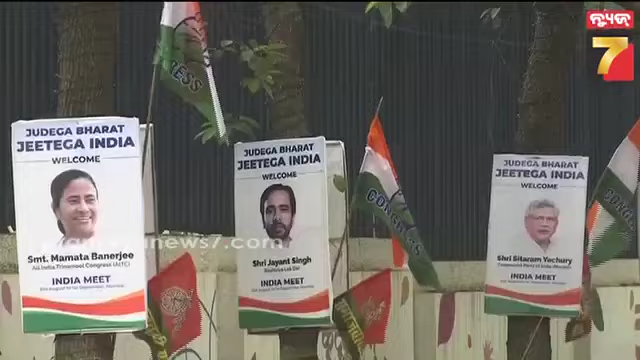 ନ୍ୟୁଜ୍
7
JUDEGA BHARAT
JEETEGA INDIA
WELCOME
Smt. Mamata Banerjee
All India Trinamool Congress (AITC)
INDIA MEET
JUDEGA BHARAT
JEETEGA INDIA
WELCOME
Shri Jayant Singh
Rashtriya Lok Dal
INDIA MEET
JUDEGA BHARAT
JEETEGA INDIA
WELCOME
Shri Sitaram Yechury
INDIA MEET
CONGRESS
news7.com